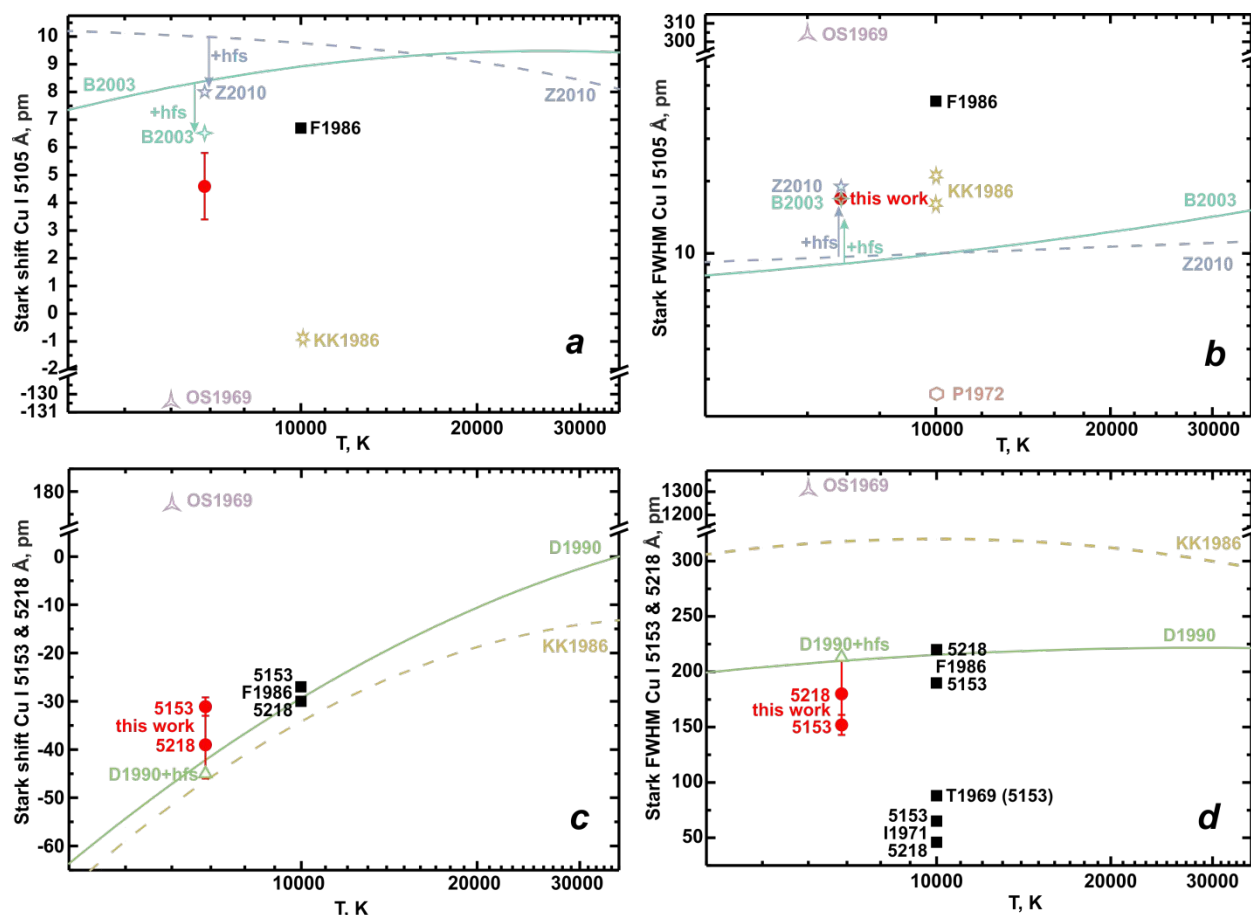 Stark shift Cu I 5105 Å, pm
10
9
8
7
6
5
4
3
2
1
0
-1
-2
-130
-131
B2003
+hfs
+hfs
Z2010
B2003
Z2010
F1986
KK1986
OS1969
a
10000
20000
30000
T, K
Stark FWHM Cu I 5105 Å, pm
310
300
10
OS1969
F1986
Z2010
B2003
this work
KK1986
+hfs
+hfs
B2003
Z2010
P1972
b
10000
20000
30000
T, K
Stark shift Cu I 5153 & 5218 Å, pm
180
0
-10
-20
-30
-40
-50
-60
OS1969
D1990
KK1986
5153
F1986
5218
5153
this work
5218
D1990+hfs
c
10000
20000
30000
T, K
Stark FWHM Cu I 5153 & 5218 Å, pm
1300
1200
300
250
200
150
100
50
OS1969
KK1986
D1990+hfs
D1990
5218
F1986
5153
5218
this work
5153
T1969 (5153)
5153
I1971
5218
d
10000
20000
30000
T, K